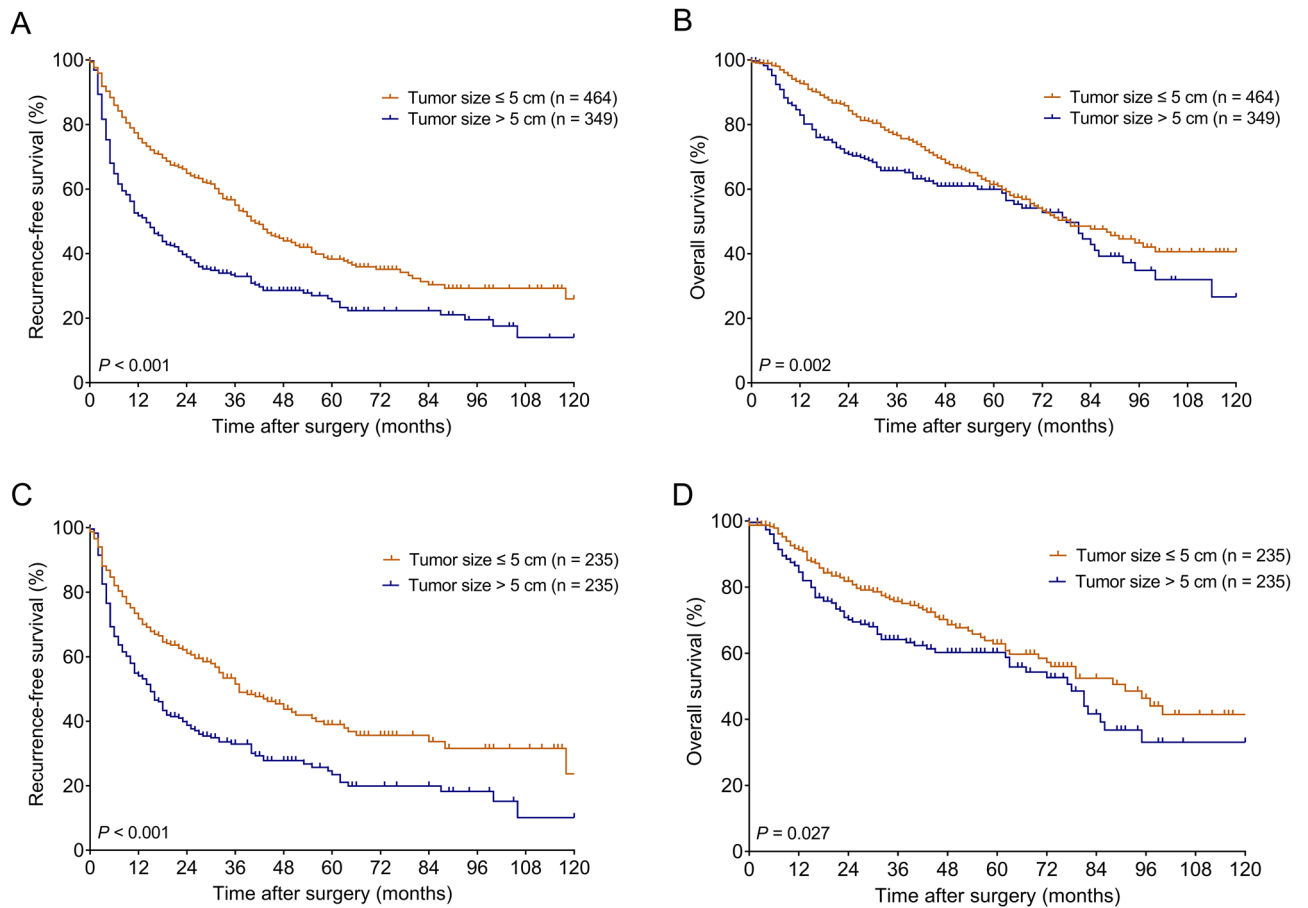 A
Recurrence-free survival (%)
100
80
60
40
20
0
Tumor size ≤ 5 cm (n = 464)
Tumor size > 5 cm (n = 349)
P < 0.001
0 12 24 36 48 60 72 84 96 108 120
Time after surgery (months)
B
Overall survival (%)
100
80
60
40
20
0
Tumor size ≤ 5 cm (n = 464)
Tumor size > 5 cm (n = 349)
P = 0.002
0 12 24 36 48 60 72 84 96 108 120
Time after surgery (months)
C
Recurrence-free survival (%)
100
80
60
40
20
0
Tumor size ≤ 5 cm (n = 235)
Tumor size > 5 cm (n = 235)
P < 0.001
0 12 24 36 48 60 72 84 96 108 120
Time after surgery (months)
D
Overall survival (%)
100
80
60
40
20
0
Tumor size ≤ 5 cm (n = 235)
Tumor size > 5 cm (n = 235)
P = 0.027
0 12 24 36 48 60 72 84 96 108 120
Time after surgery (months)